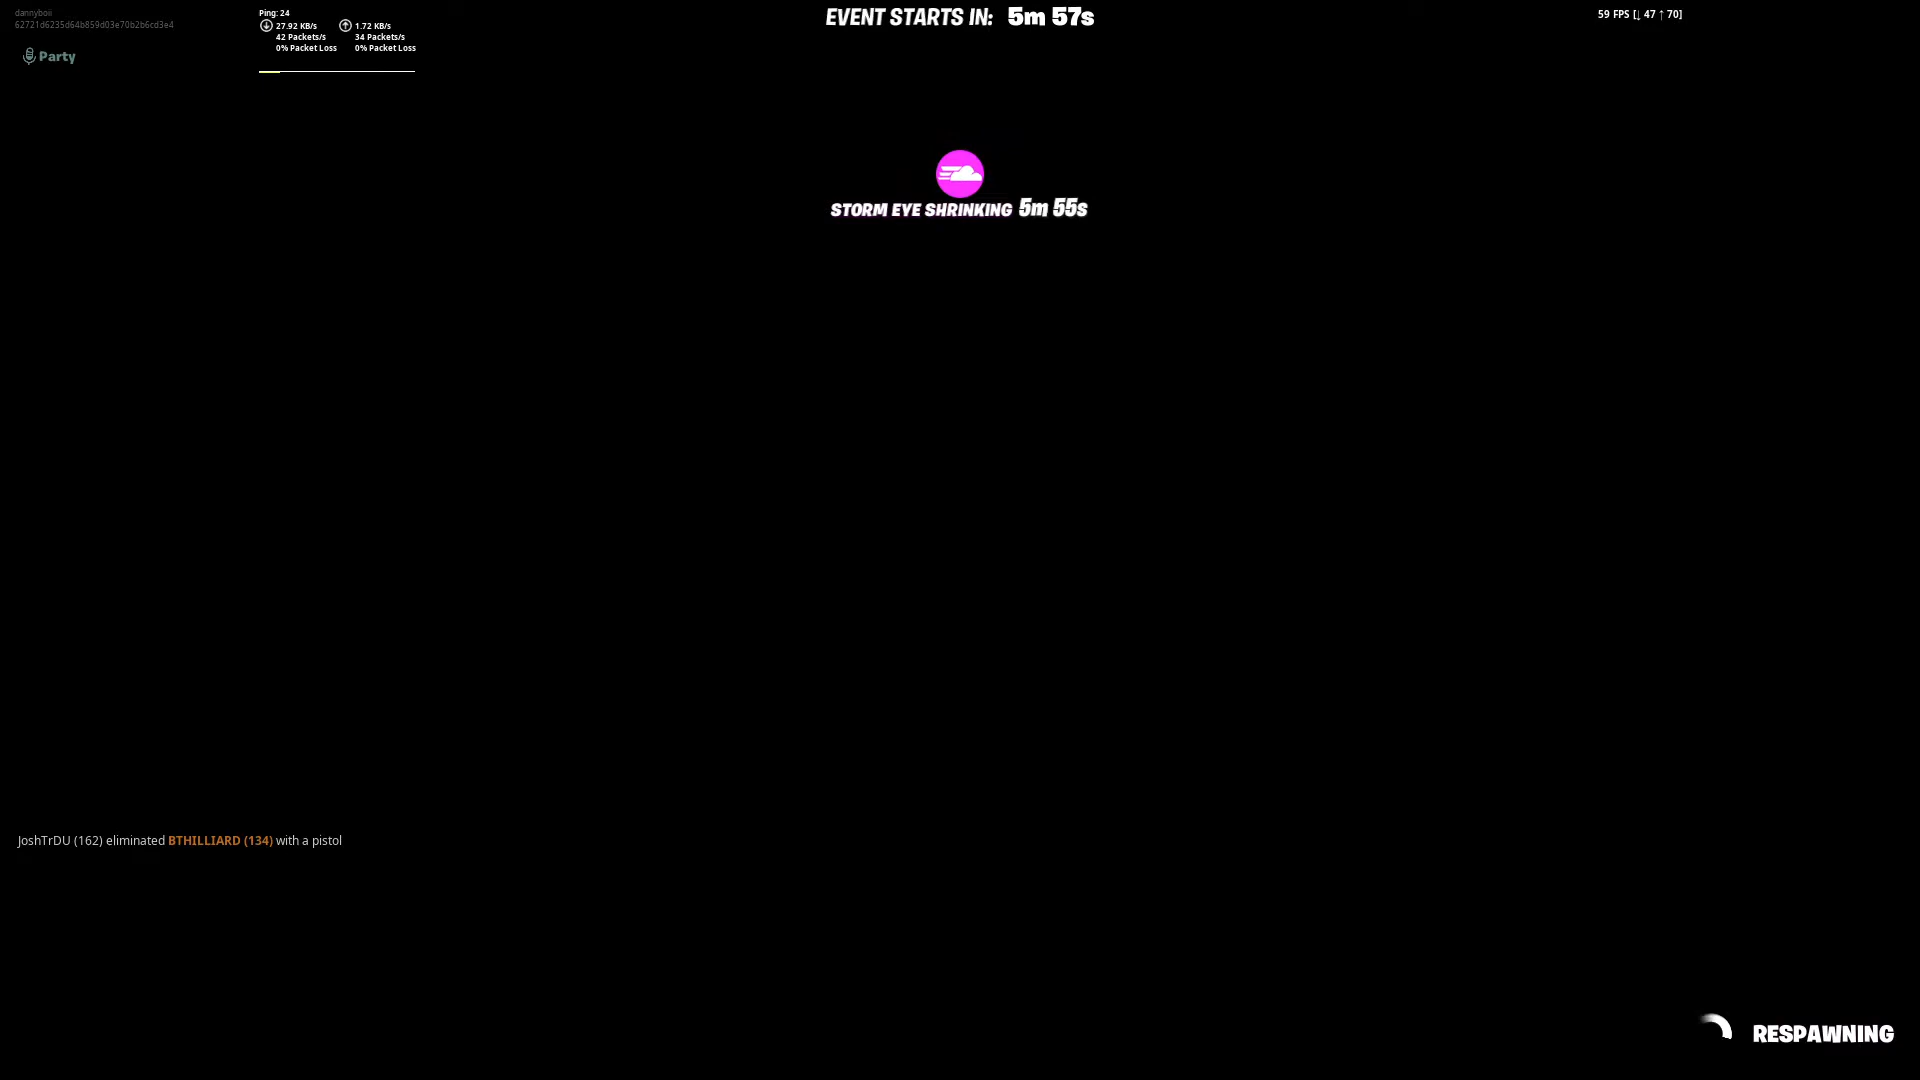 dannyboii
62721d6235d64b859d03e70b2b6cd3e4
Party
Ping: 24
27.92 KB/s 1.72 KB/s
42 Packets/s 34 Packets/s
0% Packet Loss 0% Packet Loss
EVENT STARTS IN: 5m 57s
59 FPS [↓ 47 ↑ 70]
STORM EYE SHRINKING 5m 55s
JoshTrDU (162) eliminated BTHILLIARD (134) with a pistol
RESPAWNING